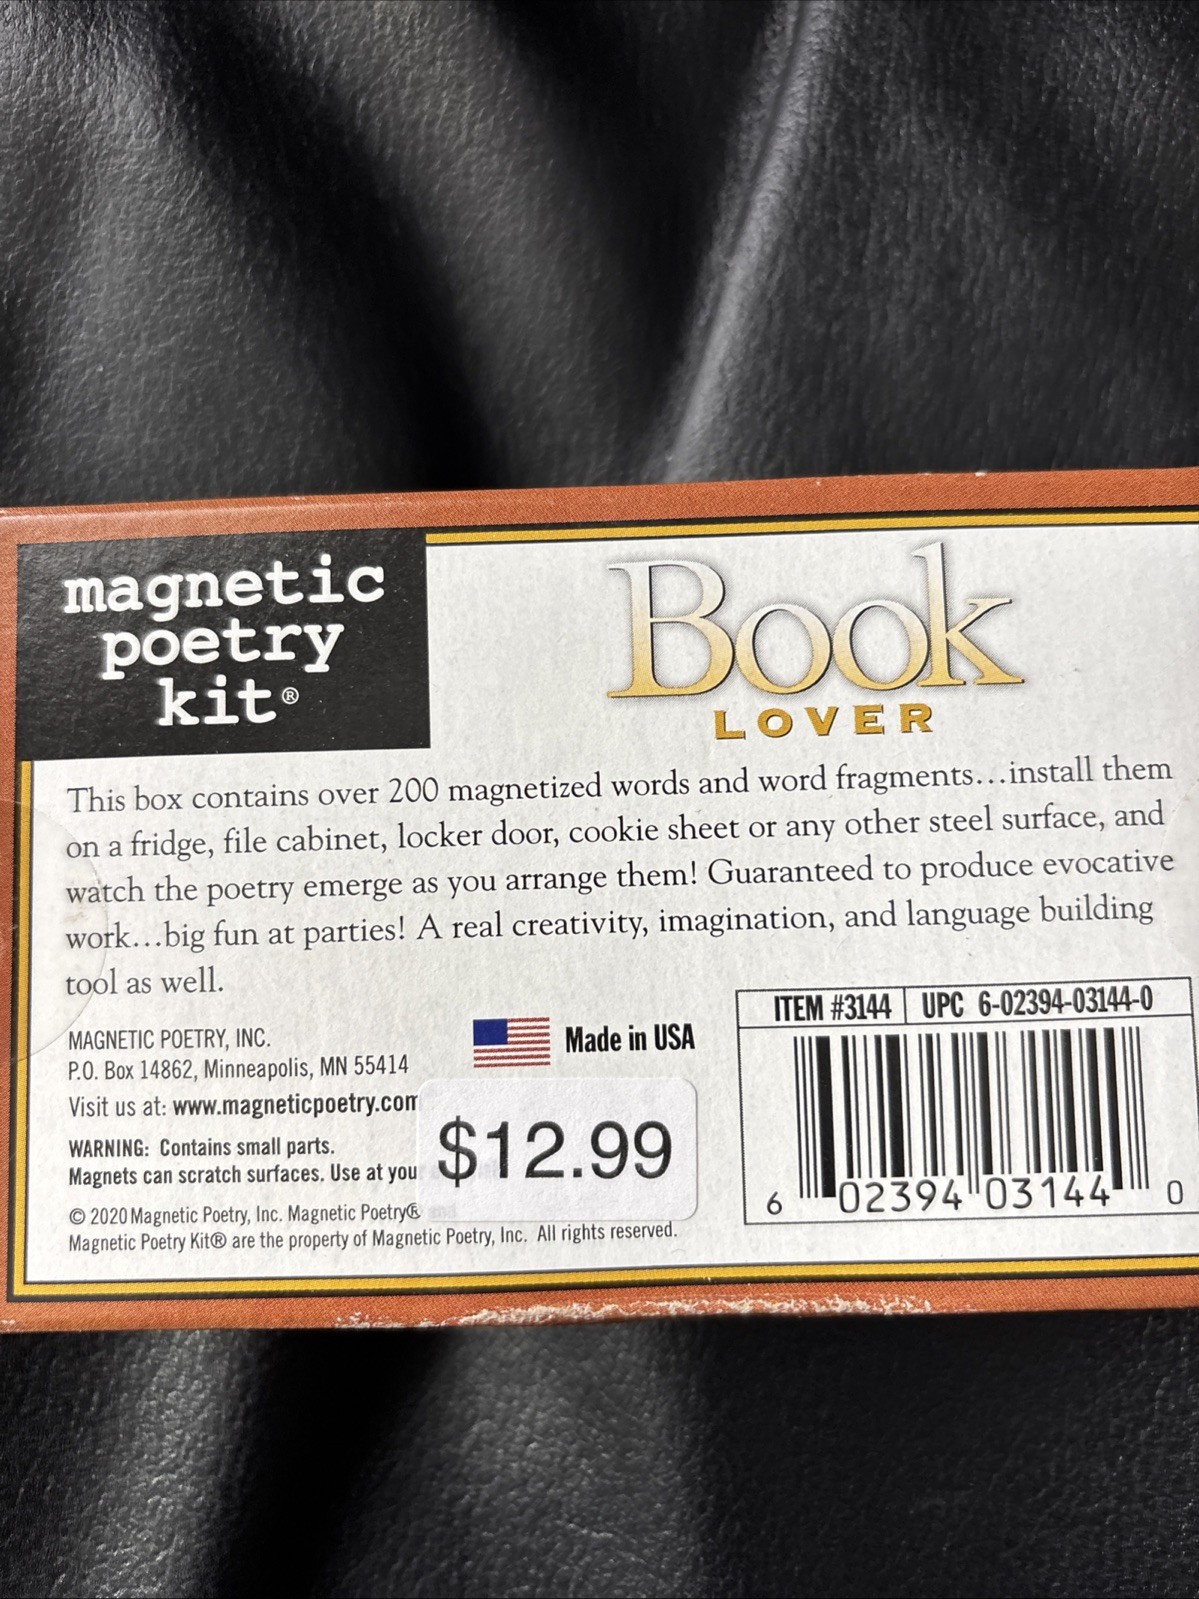 magnetic
poetry
kit®
Book
LOVER
This box contains over 200 magnetized words and word fragments...install them
on a fridge, file cabinet, locker door, cookie sheet or any other steel surface, and
watch the poetry emerge as you arrange them! Guaranteed to produce evocative
work...big fun at parties! A real creativity, imagination, and language building
tool as well.
MAGNETIC POETRY, INC.
P.O. Box 14862, Minneapolis, MN 55414
Visit us at: www.magneticpoetry.com
WARNING: Contains small parts.
Magnets can scratch surfaces. Use at you
© 2020 Magnetic Poetry, Inc. Magnetic Poetry®
Magnetic Poetry Kit® are the property of Magnetic Poetry, Inc. All rights reserved.
Made in USA
$12.99
ITEM #3144 UPC 6-02394-03144-0
6 02394 03144 0